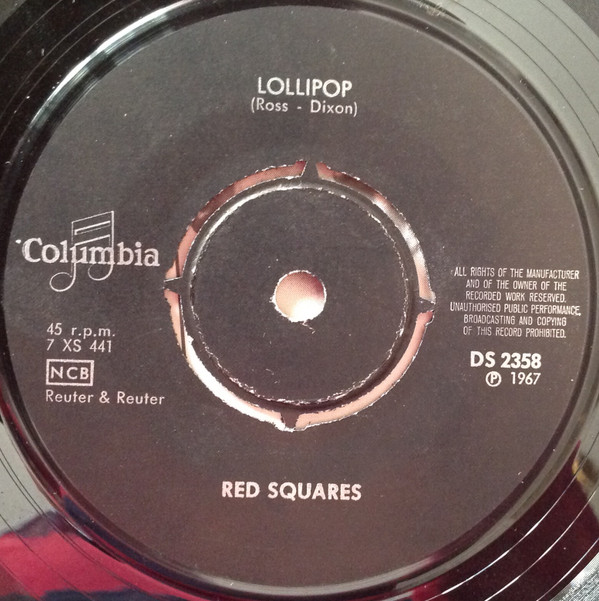 LOLLIPOP
(Ross - Dixon)
Columbia
45 r.p.m.
7 XS 441
NCB
Reuter & Reuter
ALL RIGHTS OF THE MANUFACTURER
AND OF THE OWNER OF THE
RECORDED WORK RESERVED.
UNAUTHORISED PUBLIC PERFORMANCE,
BROADCASTING AND COPYING
OF THIS RECORD PROHIBITED.
DS 2358
℗ 1967
RED SQUARES